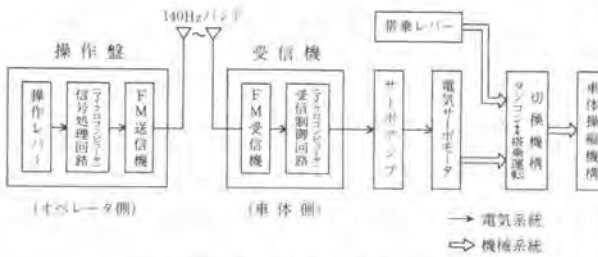 140Hzバンド
操作盤
受信機
搭乗レバー
操作レバー
信号処理回路
(マイクロコンピュータ)
FM送信機
FM受信機
受信制御回路
(マイクロコンピュータ)
サーボアンプ
電気サーボモータ
切換機構
タンコン⇔搭乗運転
車体操縦機構
(オペレータ側)
(車体側)
電気系統
機械系統